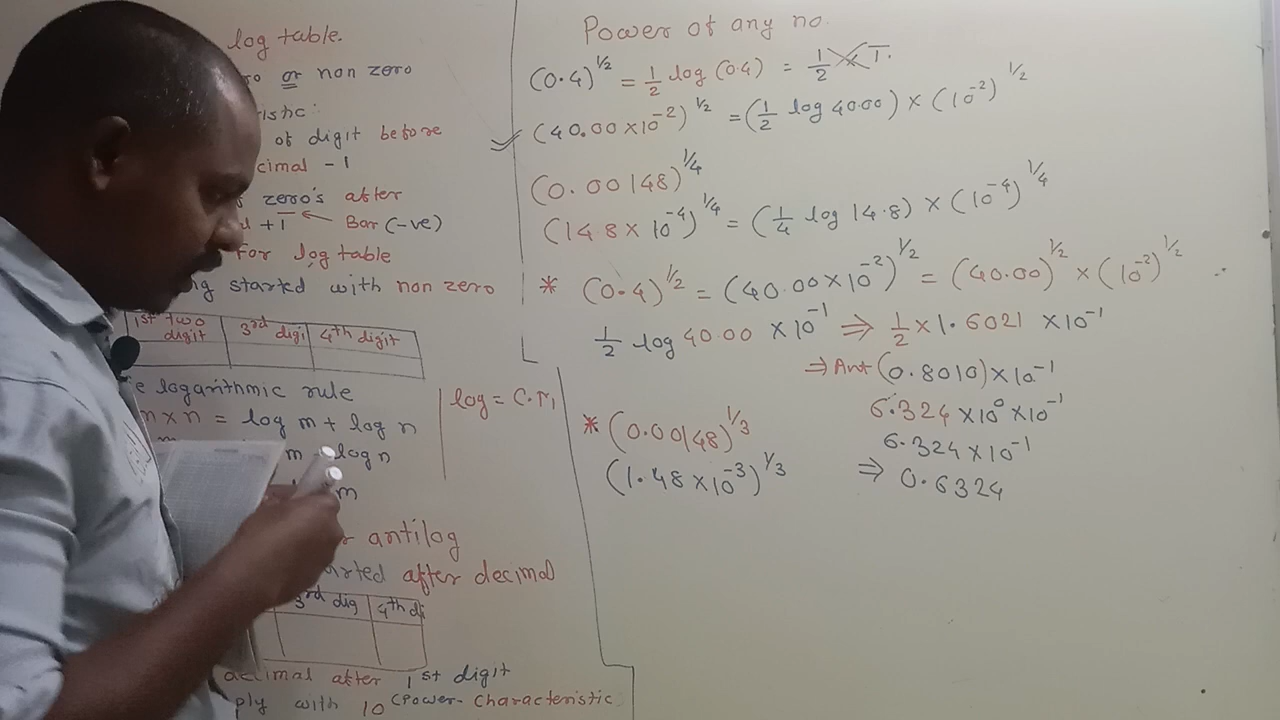 log table.
or non zero
of digit before
-1
zero's after
+1̅ ← Bar (-ve)
for log table
started with non zero
1st two digit 3rd digi 4th digit
logarithmic rule
m × n = log m + log n
m log n
m
log = C.M,
antilog
after decimal
3rd dig 4th di
after 1st digit
with 10 (Power- Characteristic
Power of any no.
(0.4)^1/2 = 1/2 log (0.4) = 1/2 × 1̅.
(40.00×10^-2)^1/2 = (1/2 log 40.00) × (10^-2)^1/2
(0.00148)^1/4
(14.8 × 10^-4)^1/4 = (1/4 log 14.8) × (10^-4)^1/4
* (0.4)^1/2 = (40.00×10^-2)^1/2 = (40.00)^1/2 × (10^-2)^1/2
1/2 log 40.00 × 10^-1 ⇒ 1/2 × 1.6021 × 10^-1
⇒ Ant (0.8010) × 10^-1
6.324 × 10^0 × 10^-1
6.324 × 10^-1
⇒ 0.6324
* (0.00148)^1/3
(1.48 × 10^-3)^1/3